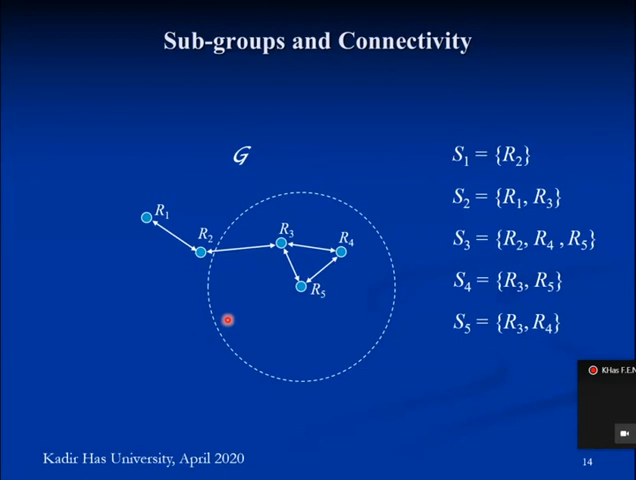 Sub-groups and Connectivity
G
S₁ = {R₂}
S₂ = {R₁, R₃}
S₃ = {R₂, R₄ , R₅}
S₄ = {R₃, R₅}
S₅ = {R₃, R₄}
R₁
R₂
R₃
R₄
R₅
KHas F.E.N
Kadir Has University, April 2020
14